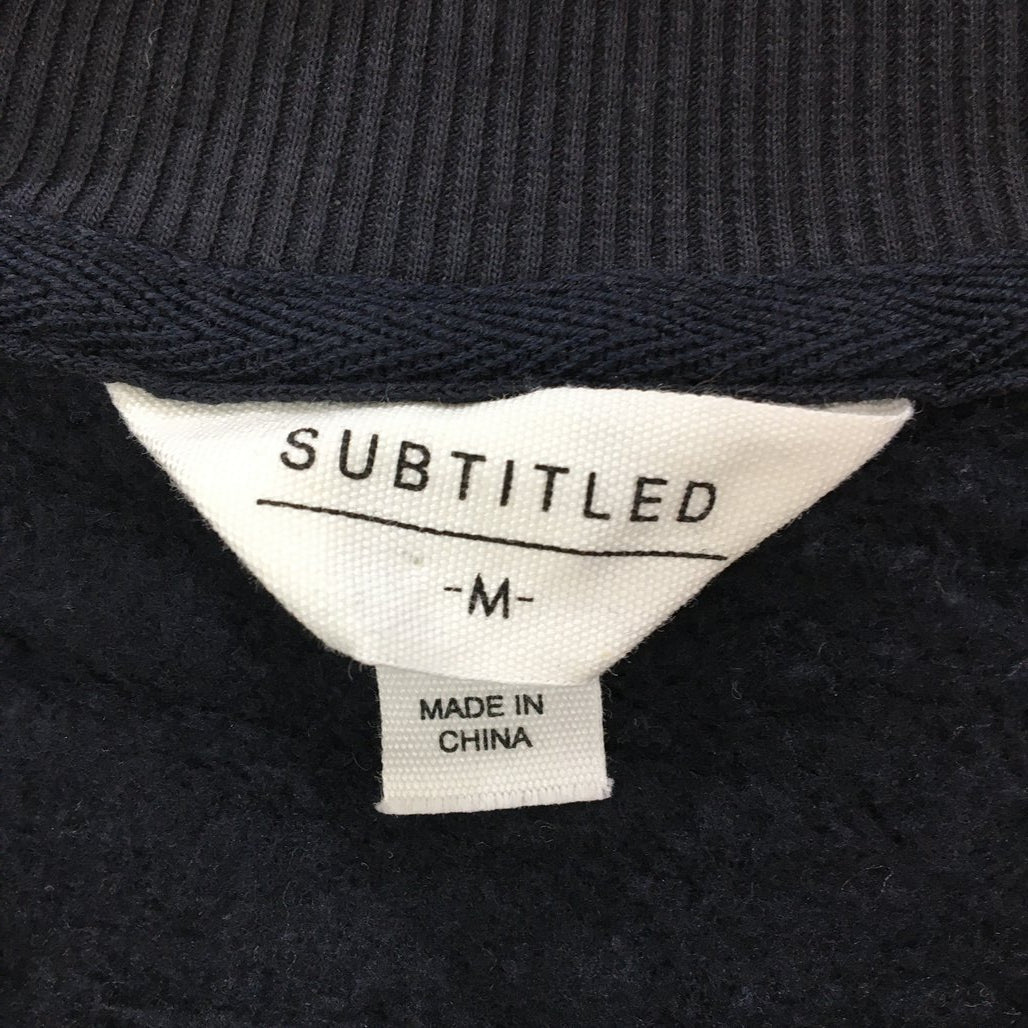 SUBTITLED
-M-
MADE IN
CHINA